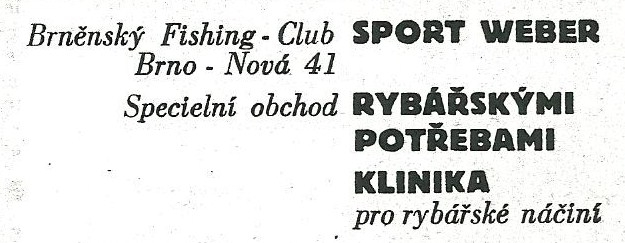 Brněnský Fishing - Club SPORT WEBER
Brno - Nová 41
Specielní obchod RYBÁŘSKÝMI
POTŘEBAMI
KLINIKA
pro rybářské náčiní